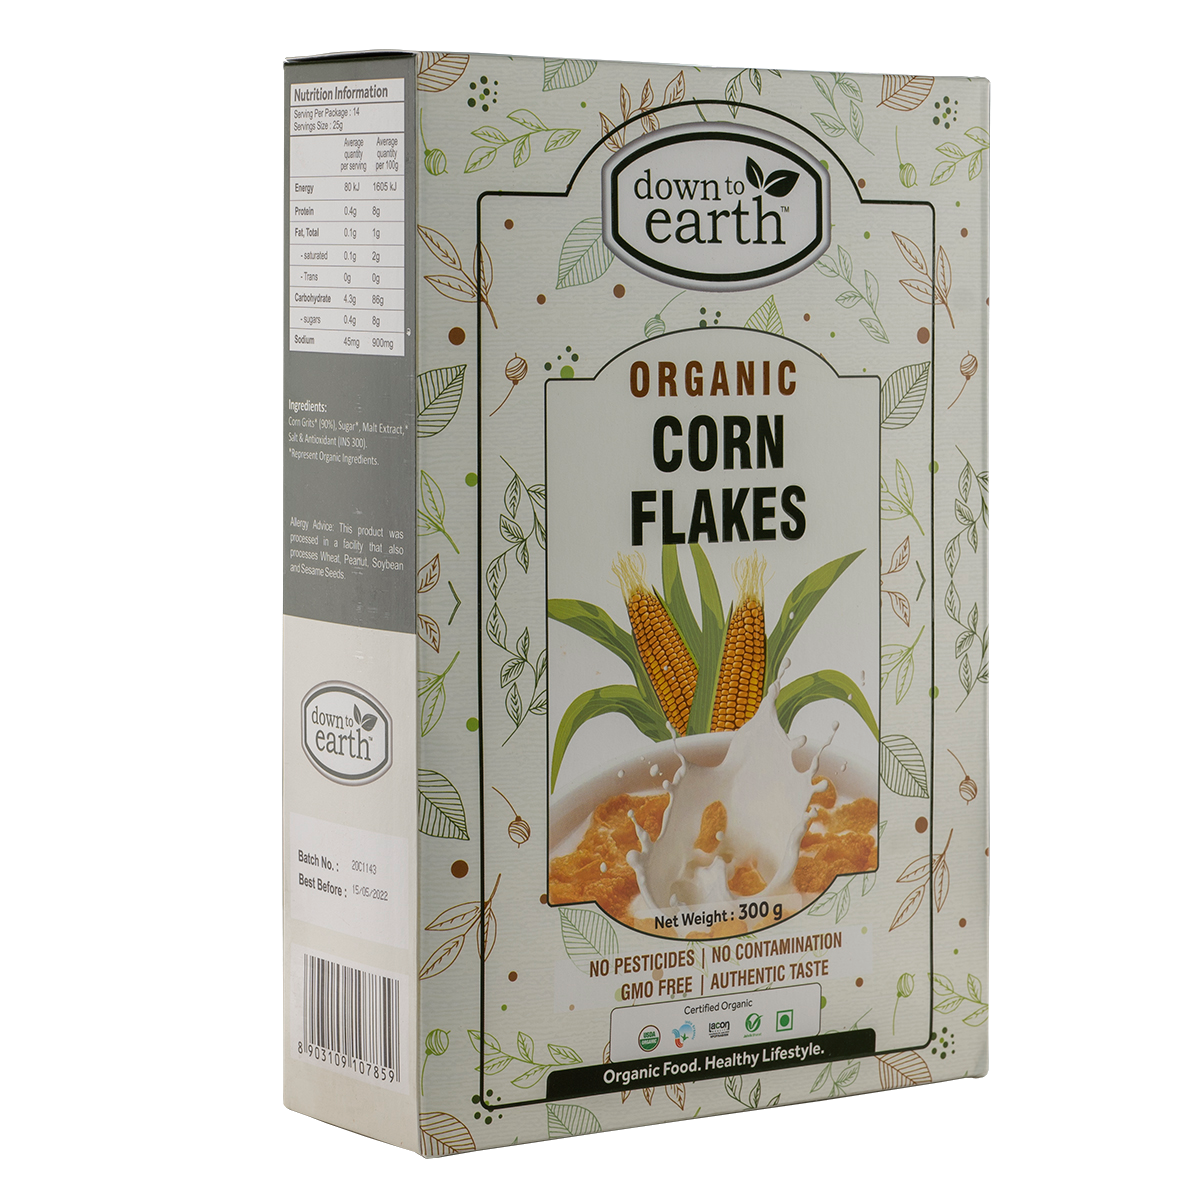 Nutrition Information
Serving Per Package : 14
Servings Size : 25g
Average quantity per serving
Average quantity per 100g
Energy 80 kJ 1605 kJ
Protein 0.4g 8g
Fat, Total 0.1g 1g
- saturated 0.1g 2g
- Trans 0g 0g
Carbohydrate 4.3g 86g
- sugars 0.4g 8g
Sodium 45mg 900mg
Ingredients:
Corn Grits* (90%), Sugar*, Malt Extract,*
Salt & Antioxidant (INS 300).
*Represent Organic Ingredients.
Allergy Advice: This product was
processed in a facility that also
processes Wheat, Peanut, Soybean
and Sesame Seeds.
down to
earth™
Batch No. : 20C1143
Best Before : 15/05/2022
8 903109 107859
down to
earth™
ORGANIC
CORN
FLAKES
Net Weight : 300 g
NO PESTICIDES | NO CONTAMINATION
GMO FREE | AUTHENTIC TASTE
Certified Organic
USDA
ORGANIC
lacon
Organic Food. Healthy Lifestyle.